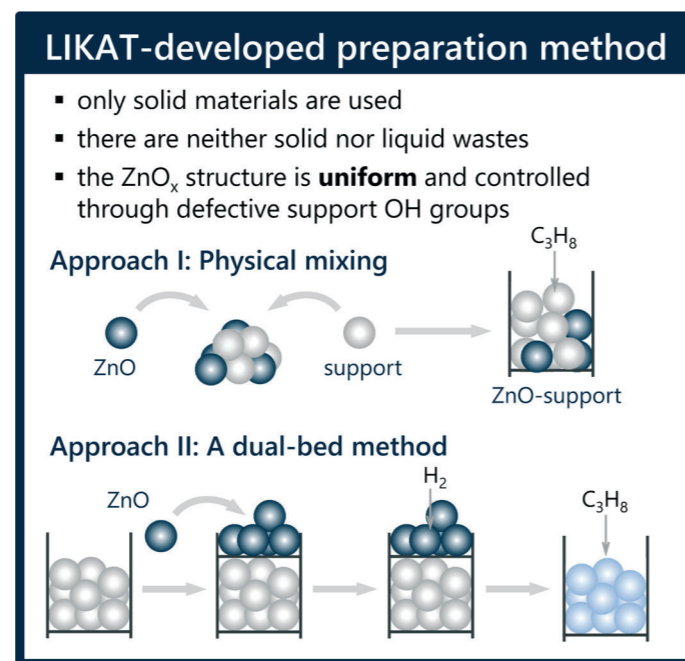 LIKAT-developed preparation method
▪ only solid materials are used
▪ there are neither solid nor liquid wastes
▪ the ZnOₓ structure is uniform and controlled
through defective support OH groups
Approach I: Physical mixing
C₃H₈
ZnO
support
ZnO-support
Approach II: A dual-bed method
ZnO
H₂
C₃H₈